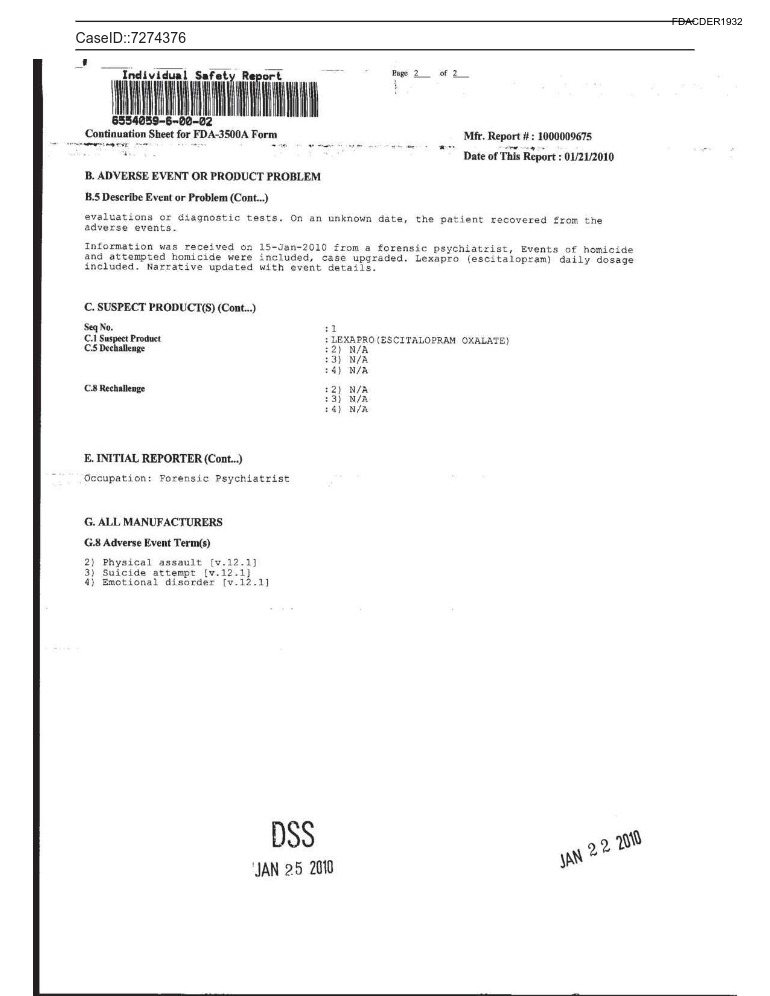 FDACDER1932
CaseID::7274376
Individual Safety Report
Page 2 of 2
6554059-6-00-02
Continuation Sheet for FDA-3500A Form
Mfr. Report # : 1000009675
Date of This Report : 01/21/2010
B. ADVERSE EVENT OR PRODUCT PROBLEM
B.5 Describe Event or Problem (Cont...)
evaluations or diagnostic tests. On an unknown date, the patient recovered from the
adverse events.
Information was received on 15-Jan-2010 from a forensic psychiatrist, Events of homicide
and attempted homicide were included, case upgraded. Lexapro (escitalopram) daily dosage
included. Narrative updated with event details.
C. SUSPECT PRODUCT(S) (Cont...)
Seq No. :1
C.1 Suspect Product :LEXAPRO(ESCITALOPRAM OXALATE)
C.5 Dechallenge :2) N/A
:3) N/A
:4) N/A
C.8 Rechallenge :2) N/A
:3) N/A
:4) N/A
E. INITIAL REPORTER (Cont...)
Occupation: Forensic Psychiatrist
G. ALL MANUFACTURERS
G.8 Adverse Event Term(s)
2) Physical assault [v.12.1]
3) Suicide attempt [v.12.1]
4) Emotional disorder [v.12.1]
DSS
JAN 25 2010
JAN 22 2010